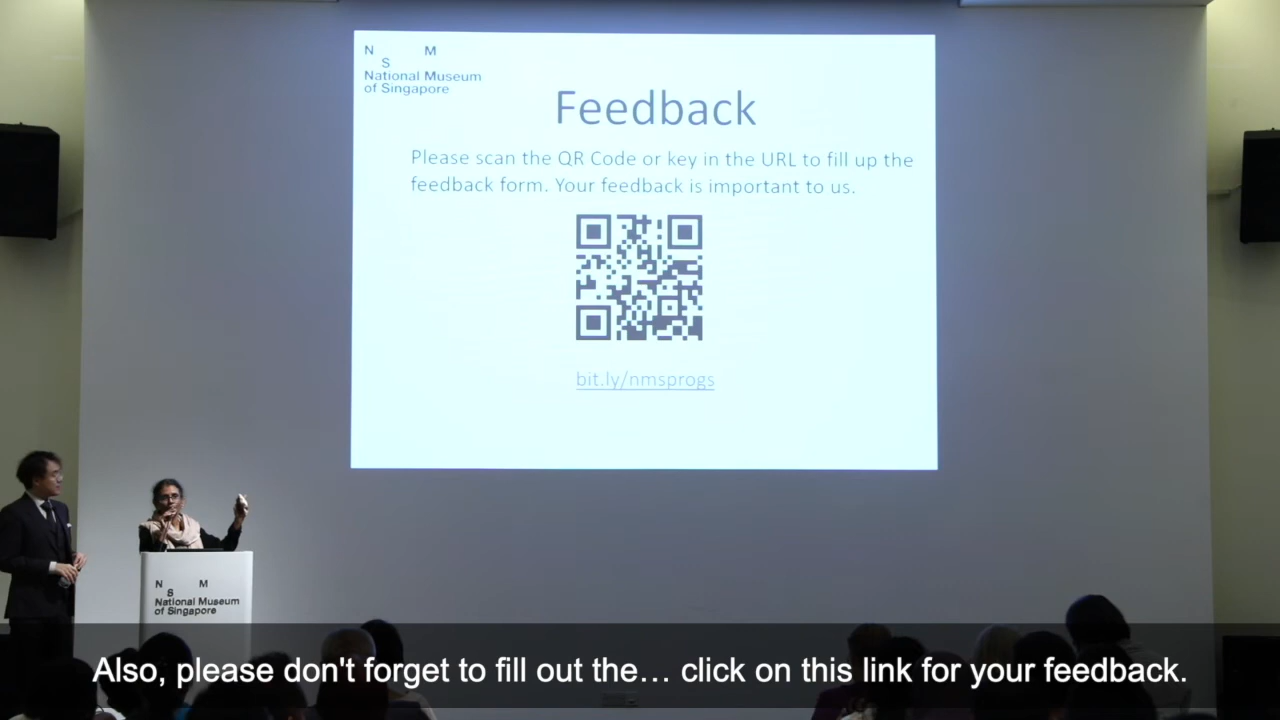 N M
S
National Museum
of Singapore
Feedback
Please scan the QR Code or key in the URL to fill up the
feedback form. Your feedback is important to us.
bit.ly/nmsprogs
N M
S
National Museum
of Singapore
Also, please don't forget to fill out the… click on this link for your feedback.